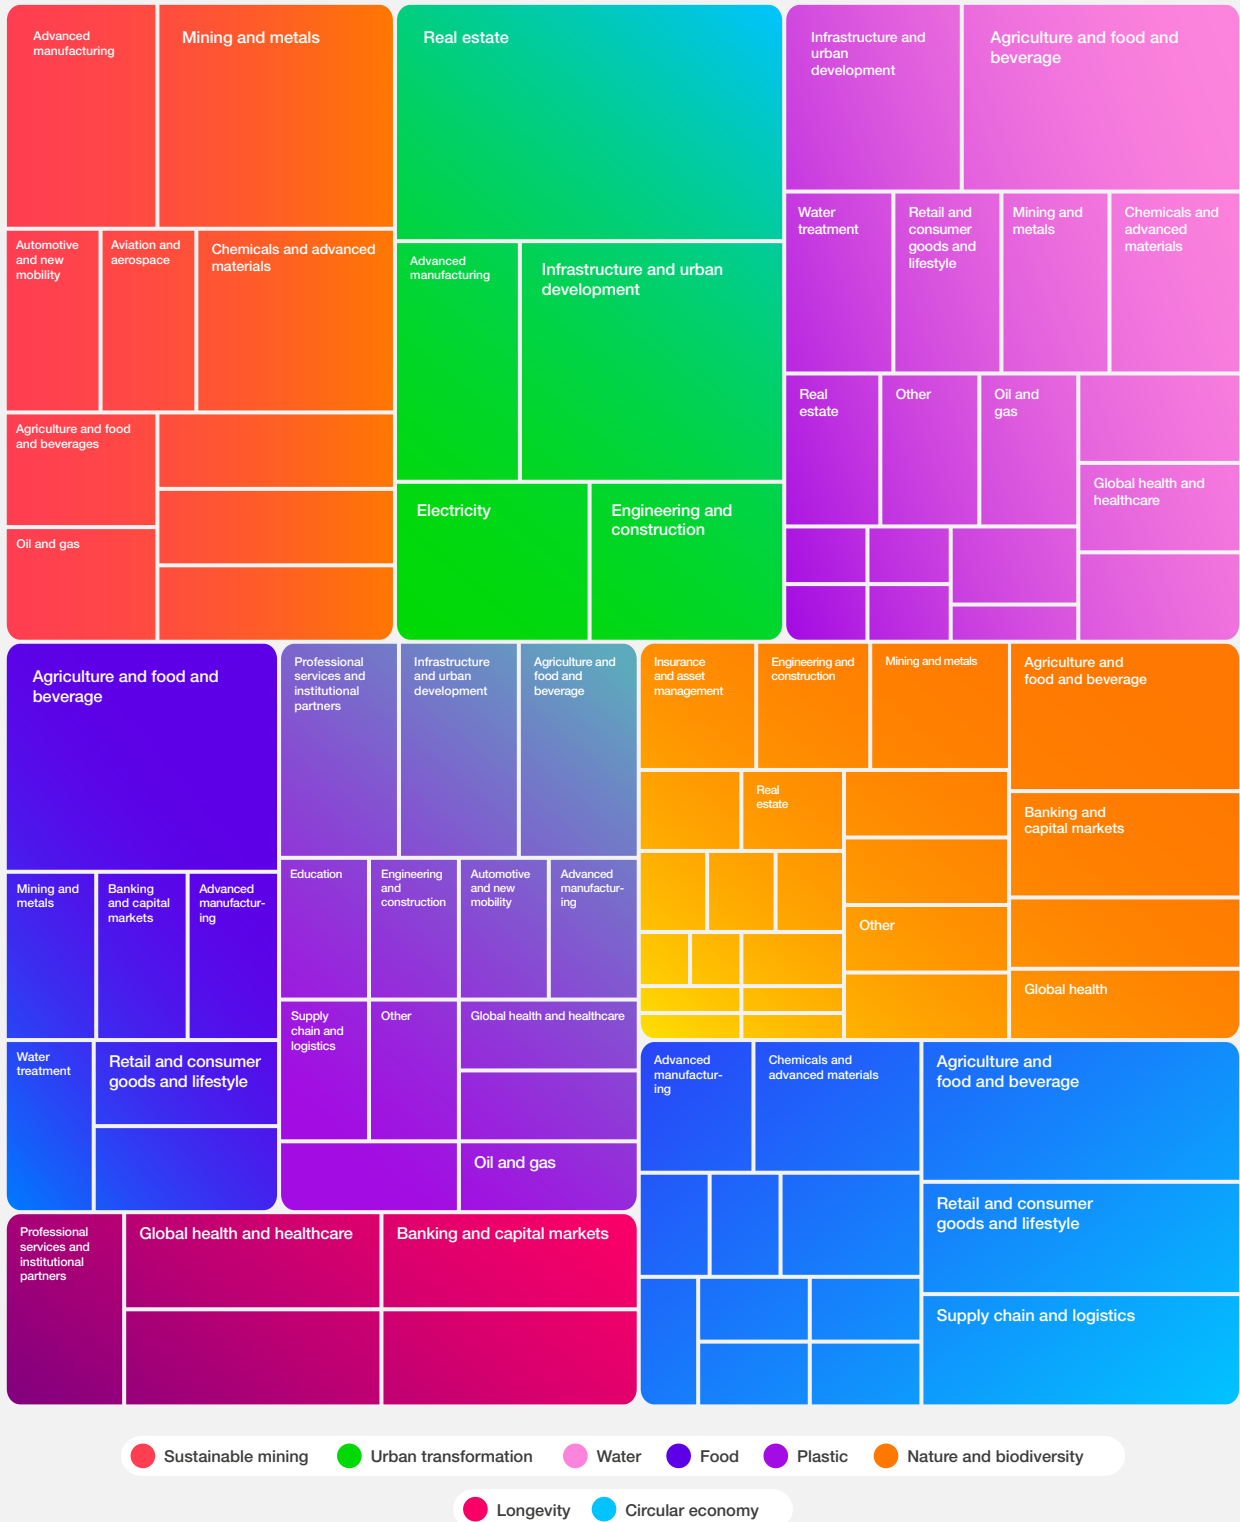 Advanced
manufacturing
Mining and metals
Automotive
and new
mobility
Aviation and
aerospace
Chemicals and advanced
materials
Agriculture and food
and beverages
Oil and gas
Real estate
Advanced
manufacturing
Infrastructure and urban
development
Electricity
Engineering and
construction
Infrastructure and
urban
development
Agriculture and food and
beverage
Water
treatment
Retail and
consumer
goods and
lifestyle
Mining and
metals
Chemicals and
advanced
materials
Real
estate
Other
Oil and
gas
Global health and
healthcare
Agriculture and food and
beverage
Mining and
metals
Banking
and capital
markets
Advanced
manufactur-
ing
Water
treatment
Retail and consumer
goods and lifestyle
Professional
services and
institutional
partners
Infrastructure
and urban
development
Agriculture and
food and
beverage
Education
Engineering
and
construction
Automotive
and new
mobility
Advanced
manufactur-
ing
Supply
chain and
logistics
Other
Global health and healthcare
Oil and gas
Insurance
and asset
management
Engineering and
construction
Mining and metals
Agriculture and
food and beverage
Real
estate
Banking and
capital markets
Other
Global health
Professional
services and
institutional
partners
Global health and healthcare
Banking and capital markets
Advanced
manufactur-
ing
Chemicals and
advanced materials
Agriculture and
food and beverage
Retail and consumer
goods and lifestyle
Supply chain and logistics
Sustainable mining
Urban transformation
Water
Food
Plastic
Nature and biodiversity
Longevity
Circular economy